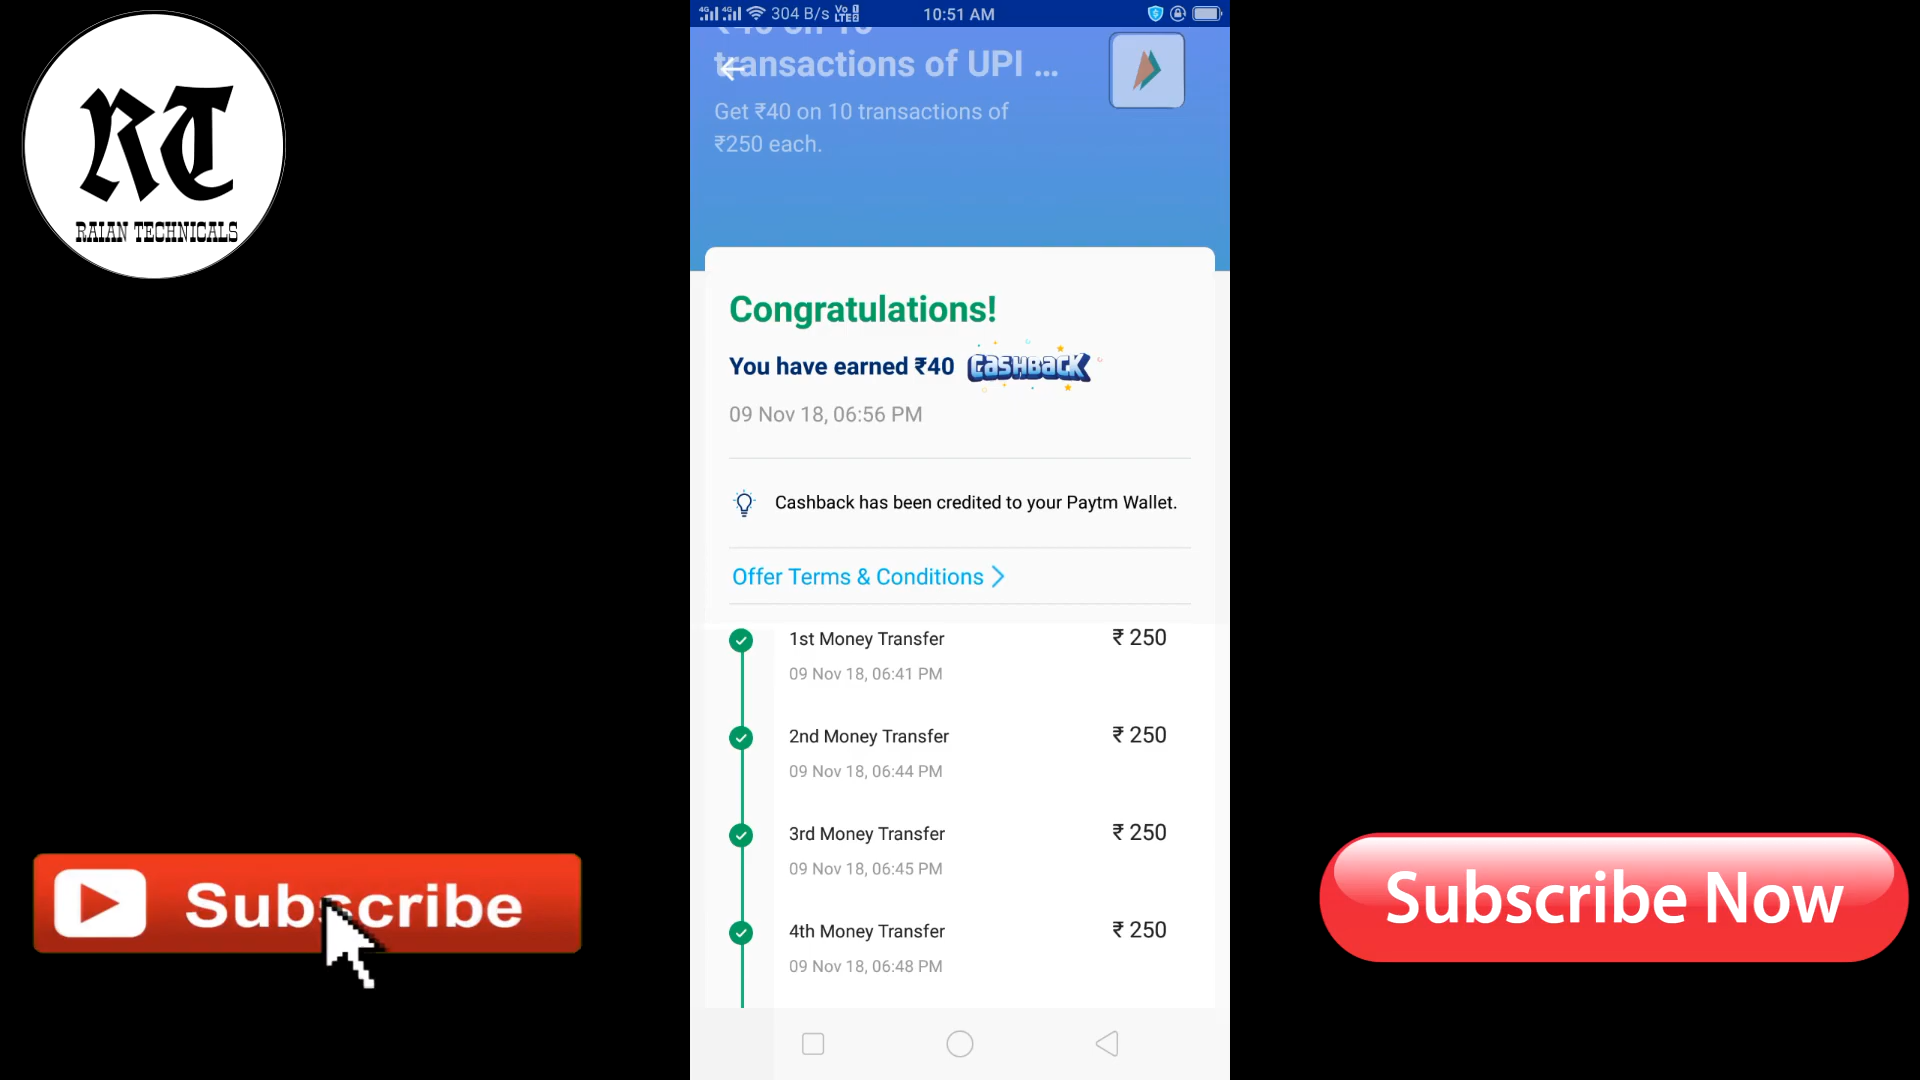 RT
RAIAN TECHNICALS
304 B/s
10:51 AM
₹40 on 10
transactions of UPI ...
Get ₹40 on 10 transactions of
₹250 each.
Congratulations!
You have earned ₹40 CASHBACK
09 Nov 18, 06:56 PM
Cashback has been credited to your Paytm Wallet.
Offer Terms & Conditions
1st Money Transfer ₹ 250
09 Nov 18, 06:41 PM
2nd Money Transfer ₹ 250
09 Nov 18, 06:44 PM
3rd Money Transfer ₹ 250
09 Nov 18, 06:45 PM
4th Money Transfer ₹ 250
09 Nov 18, 06:48 PM
Subscribe
Subscribe Now